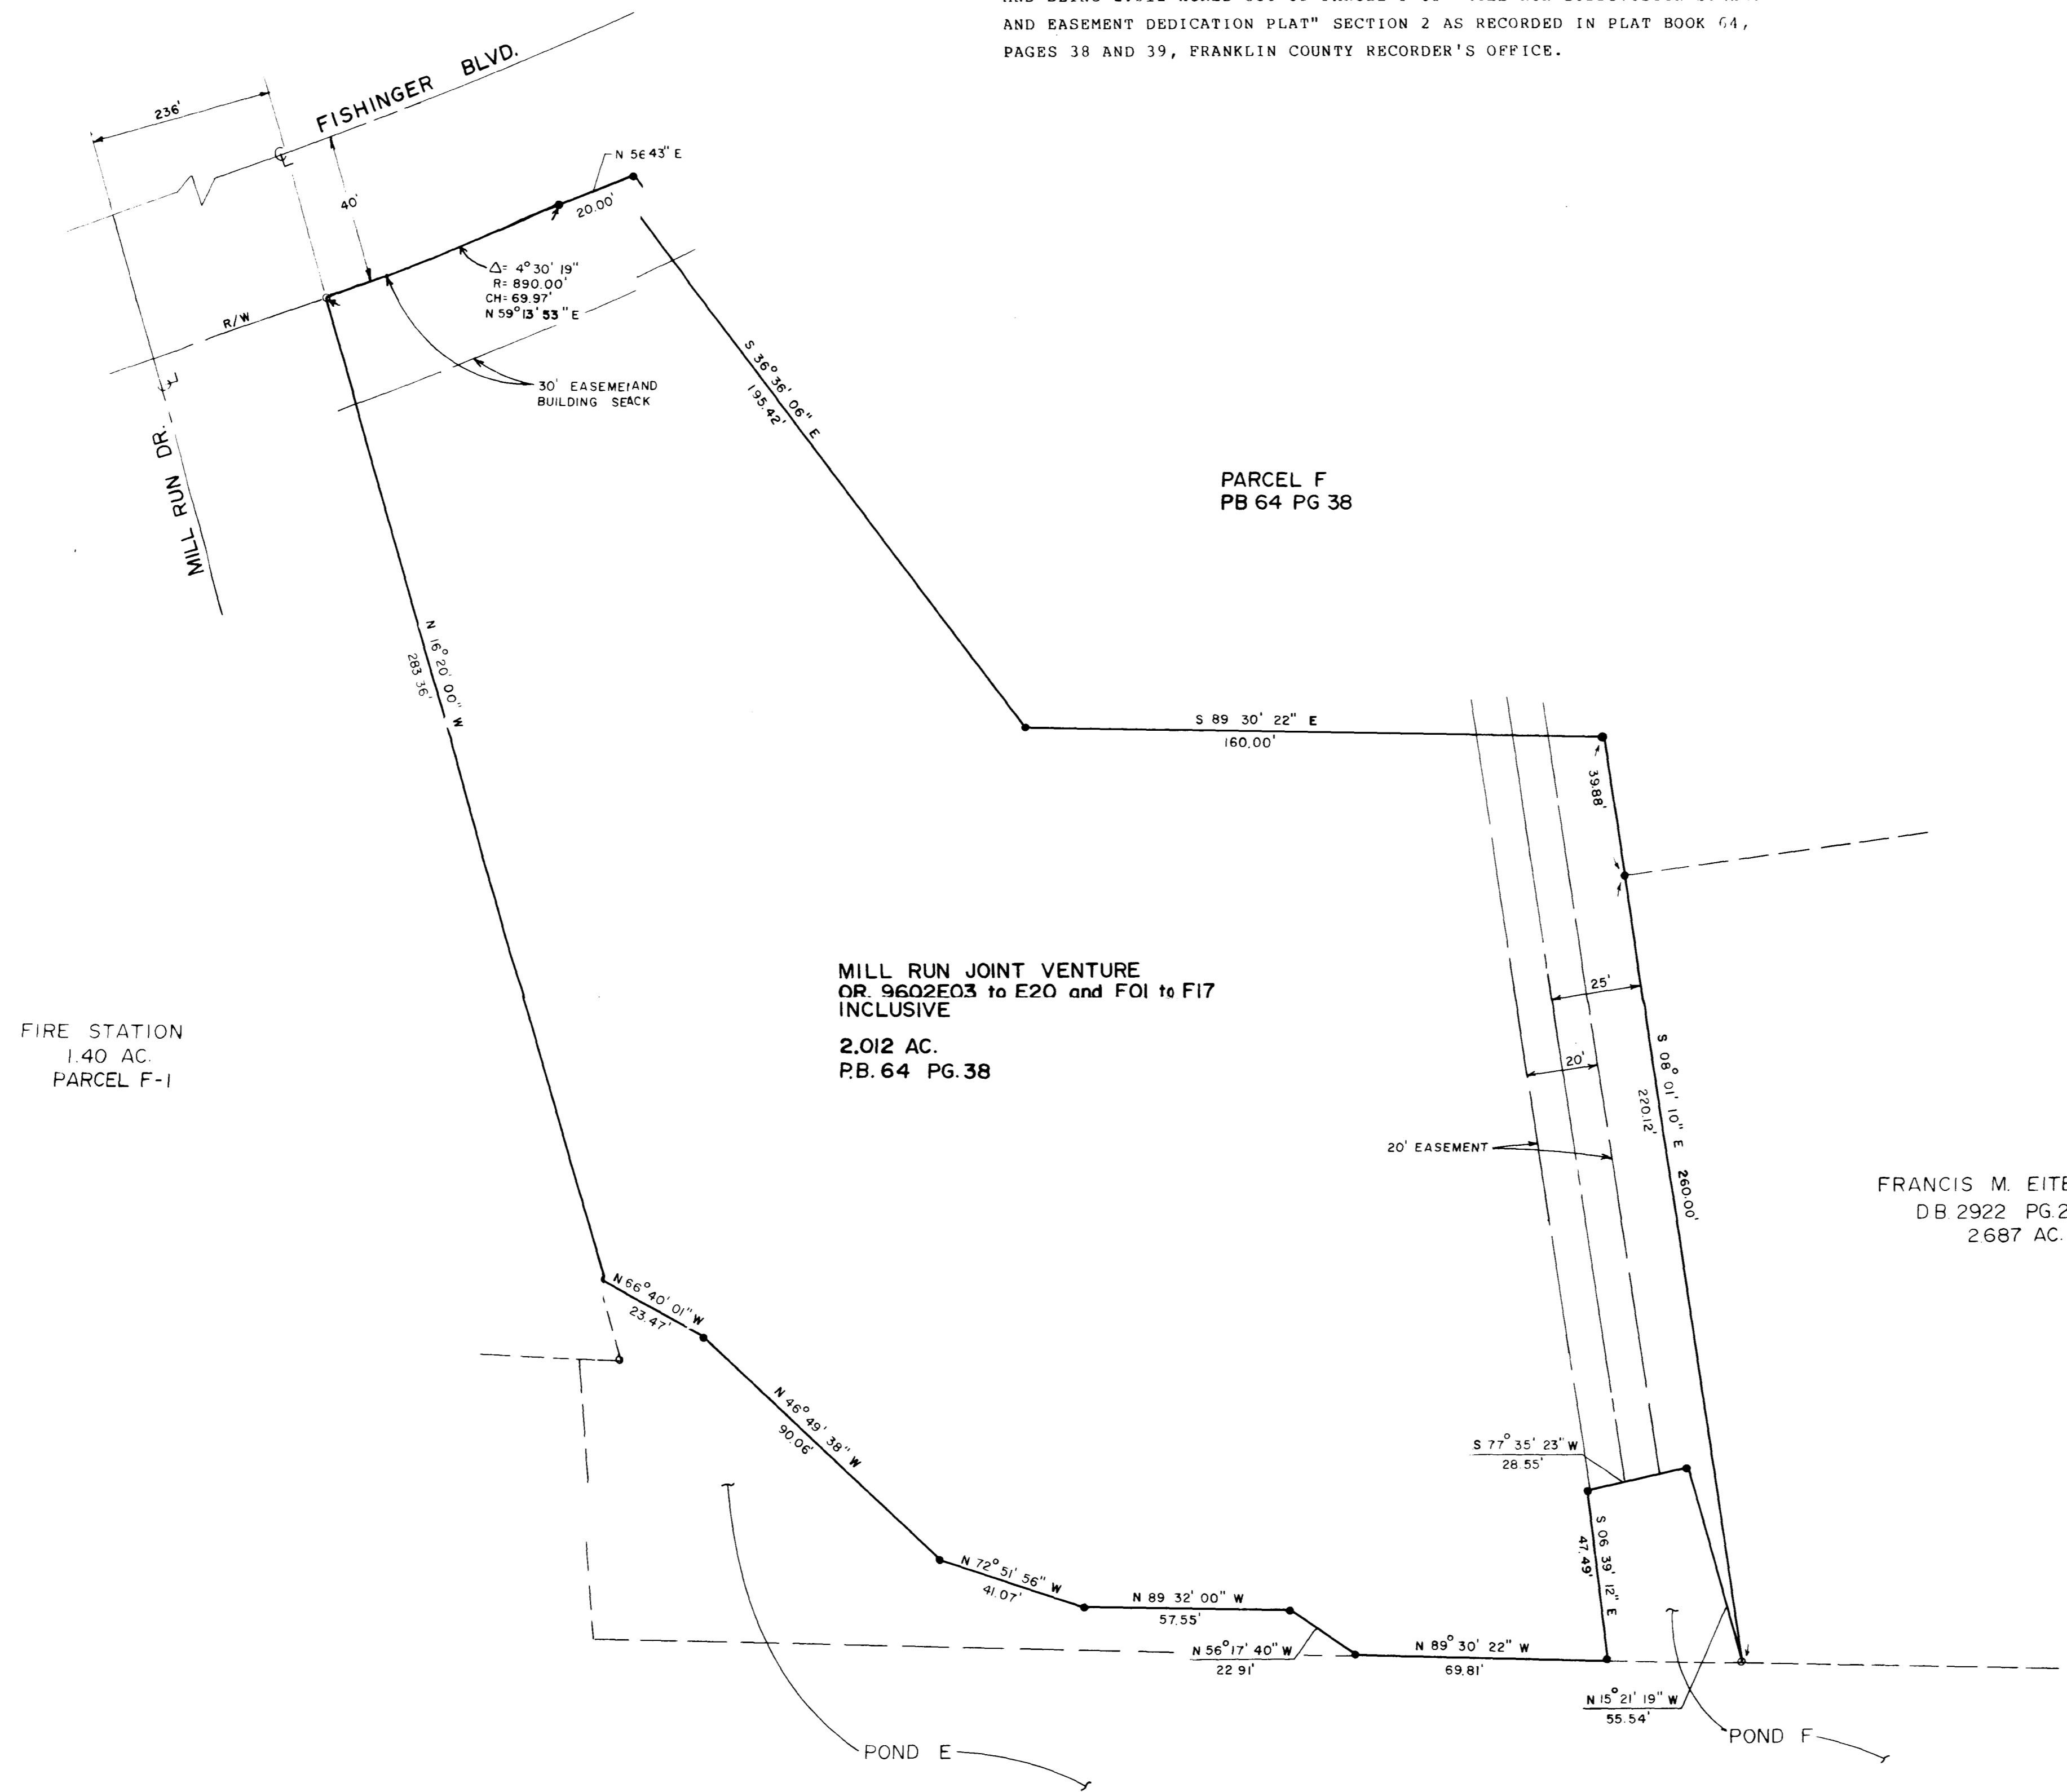 AND EASEMENT DEDICATION PLAT" SECTION 2 AS RECORDED IN PLAT BOOK 64,
PAGES 38 AND 39, FRANKLIN COUNTY RECORDER'S OFFICE.
FISHINGER BLVD.
236'
40'
N 56 43" E
20.00'
Δ= 4° 30' 19"
R= 890.00'
CH= 69.97'
N 59° 13' 53" E
R/W
30' EASEMEIAND
BUILDING SEACK
MILL RUN DR.
S 36° 36' 06" E
195.42'
PARCEL F
PB 64 PG 38
N 16° 20' 00" W
283 36'
S 89 30' 22" E
160.00'
39.88'
25'
20'
MILL RUN JOINT VENTURE
OR. 9602E03 to E20 and F01 to F17
INCLUSIVE
2.012 AC.
P.B. 64 PG. 38
FIRE STATION
1.40 AC.
PARCEL F-1
S 08° 01' 10" E 260.00'
220.12'
20' EASEMENT
FRANCIS M. EITE
D B. 2922 PG. 2
2.687 AC.
N 66° 40' 01" W
23.47'
N 46° 49' 38" W
90.06'
S 77° 35' 23" W
28.55'
S 06 39' 12" E
47.49'
N 72° 51' 56" W
41.07'
N 89 32' 00" W
57.55'
N 56° 17' 40" W
22 91'
N 89° 30' 22" W
69.81'
N 15° 21' 19" W
55.54'
POND E
POND F